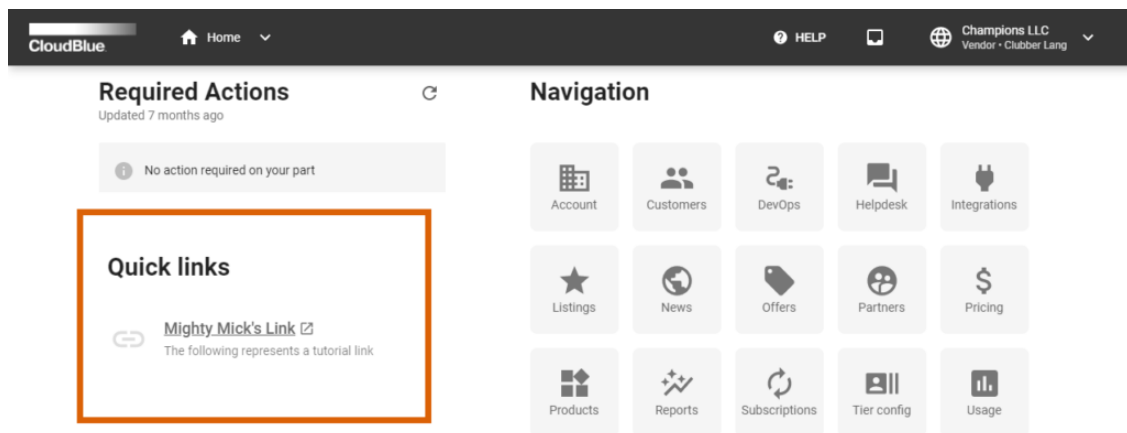 CloudBlue
Home
HELP
Champions LLC
Vendor • Clubber Lang
Required Actions
Updated 7 months ago
No action required on your part
Quick links
Mighty Mick's Link
The following represents a tutorial link
Navigation
Account
Customers
DevOps
Helpdesk
Integrations
Listings
News
Offers
Partners
Pricing
Products
Reports
Subscriptions
Tier config
Usage